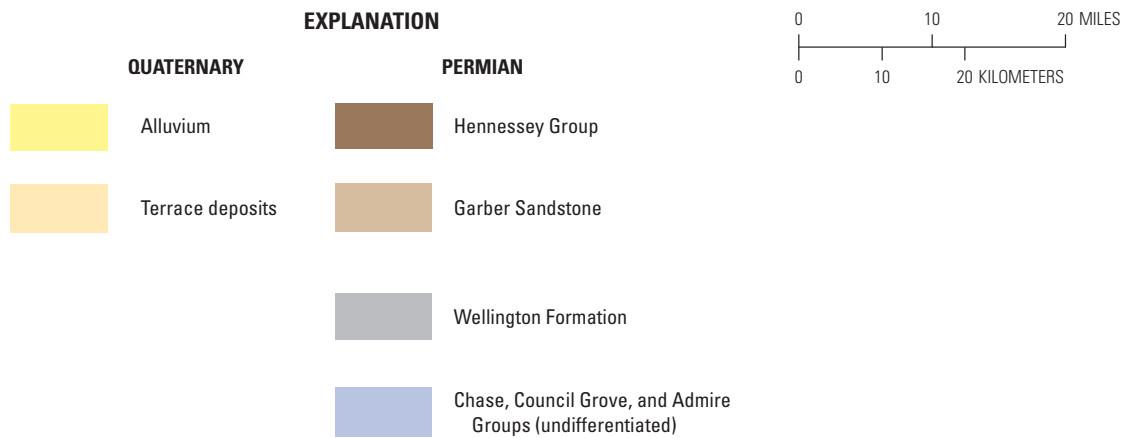 EXPLANATION
QUATERNARY
Alluvium
Terrace deposits
PERMIAN
Hennessey Group
Garber Sandstone
Wellington Formation
Chase, Council Grove, and Admire
Groups (undifferentiated)
0 10 20 MILES
0 10 20 KILOMETERS